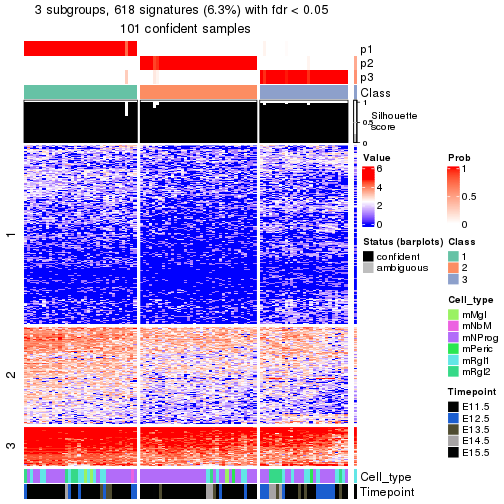 3 subgroups, 618 signatures (6.3%) with fdr < 0.05
101 confident samples
p1
p2
p3
Class
1
0.5
0
Silhouette
score
1
2
3
Cell_type
Timepoint
Value
6
4
2
0
Prob
1
0.5
0
Status (barplots)
confident
ambiguous
Class
1
2
3
Cell_type
mMgl
mNbM
mNProg
mPeric
mRgl1
mRgl2
Timepoint
E11.5
E12.5
E13.5
E14.5
E15.5